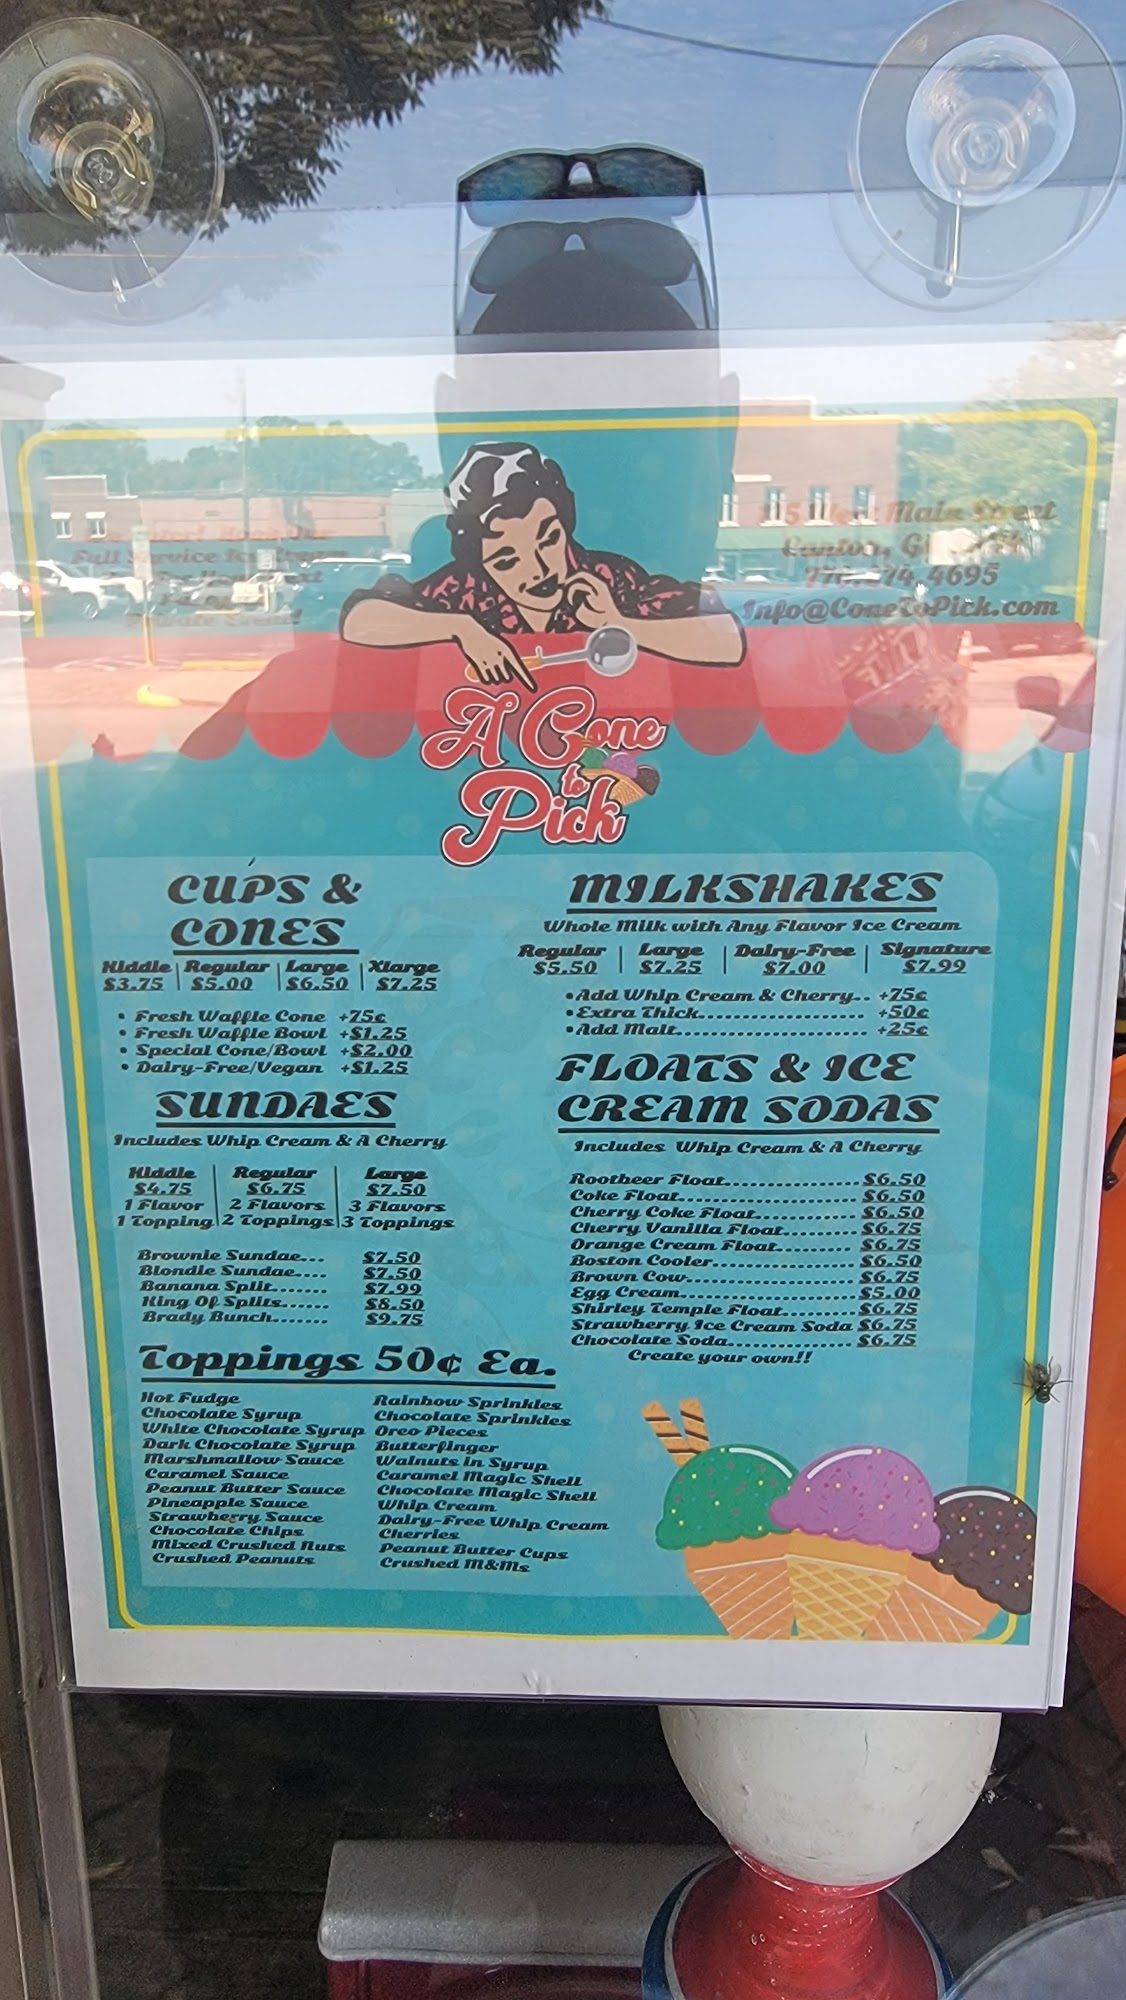 Full Service Ice Cream
Main Street
4695
Info@ConeToPick.com
A Cone
to
Pick
CUPS &
CONES
Kiddie | Regular | Large | Xlarge
$3.75 | $5.00 | $6.50 | $7.25
• Fresh Waffle Cone +75¢
• Fresh Waffle Bowl +$1.25
• Special Cone/Bowl +$2.00
• Dairy-Free/Vegan +$1.25
SUNDAES
Includes Whip Cream & A Cherry
Kiddie | Regular | Large
$4.75 | $6.75 | $7.50
1 Flavor | 2 Flavors | 3 Flavors
1 Topping | 2 Toppings | 3 Toppings
Brownie Sundae... $7.50
Blondie Sundae.... $7.50
Banana Split....... $7.99
King Of Splits...... $8.50
Brady Bunch....... $9.75
Toppings 50¢ Ea.
Hot Fudge
Chocolate Syrup
White Chocolate Syrup
Dark Chocolate Syrup
Marshmallow Sauce
Caramel Sauce
Peanut Butter Sauce
Pineapple Sauce
Strawberry Sauce
Chocolate Chips
Mixed Crushed Nuts
Crushed Peanuts
Rainbow Sprinkles
Chocolate Sprinkles
Oreo Pieces
Butterfinger
Walnuts in Syrup
Caramel Magic Shell
Chocolate Magic Shell
Whip Cream
Dairy-Free Whip Cream
Cherries
Peanut Butter Cups
Crushed M&Ms
MILKSHAKES
Whole Milk with Any Flavor Ice Cream
Regular | Large | Dairy-Free | Signature
$5.50 | $7.25 | $7.00 | $7.99
•Add Whip Cream & Cherry.. +75¢
•Extra Thick...................... +50¢
•Add Malt......................... +25¢
FLOATS & ICE
CREAM SODAS
Includes Whip Cream & A Cherry
Rootbeer Float.................. $6.50
Coke Float........................ $6.50
Cherry Coke Float............. $6.50
Cherry Vanilla Float.......... $6.75
Orange Cream Float.......... $6.75
Boston Cooler................... $6.50
Brown Cow....................... $6.75
Egg Cream........................ $5.00
Shirley Temple Float.......... $6.75
Strawberry Ice Cream Soda $6.75
Chocolate Soda................. $6.75
Create your own!!